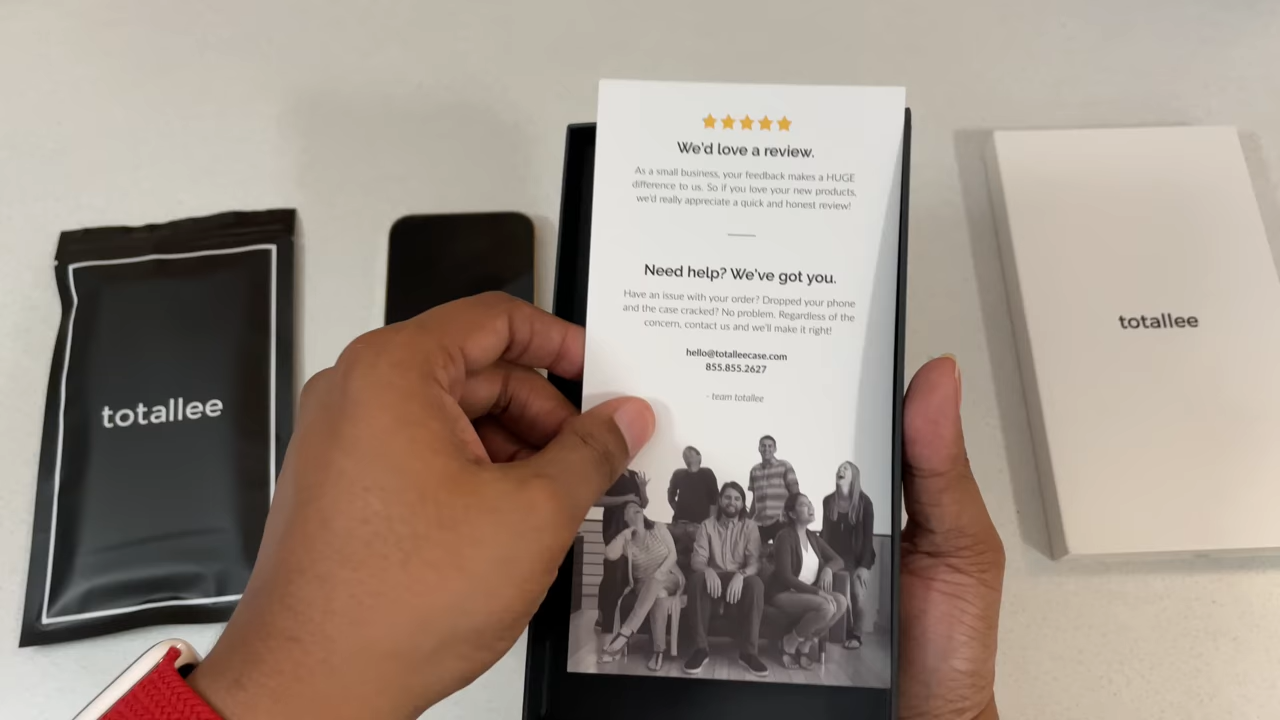 totallee
We'd love a review.
As a small business, your feedback makes a HUGE
difference to us. So if you love your new products,
we'd really appreciate a quick and honest review!
Need help? We've got you.
Have an issue with your order? Dropped your phone
and the case cracked? No problem. Regardless of the
concern, contact us and we'll make it right!
hello@totalleecase.com
855.855.2627
- team totallee
totallee